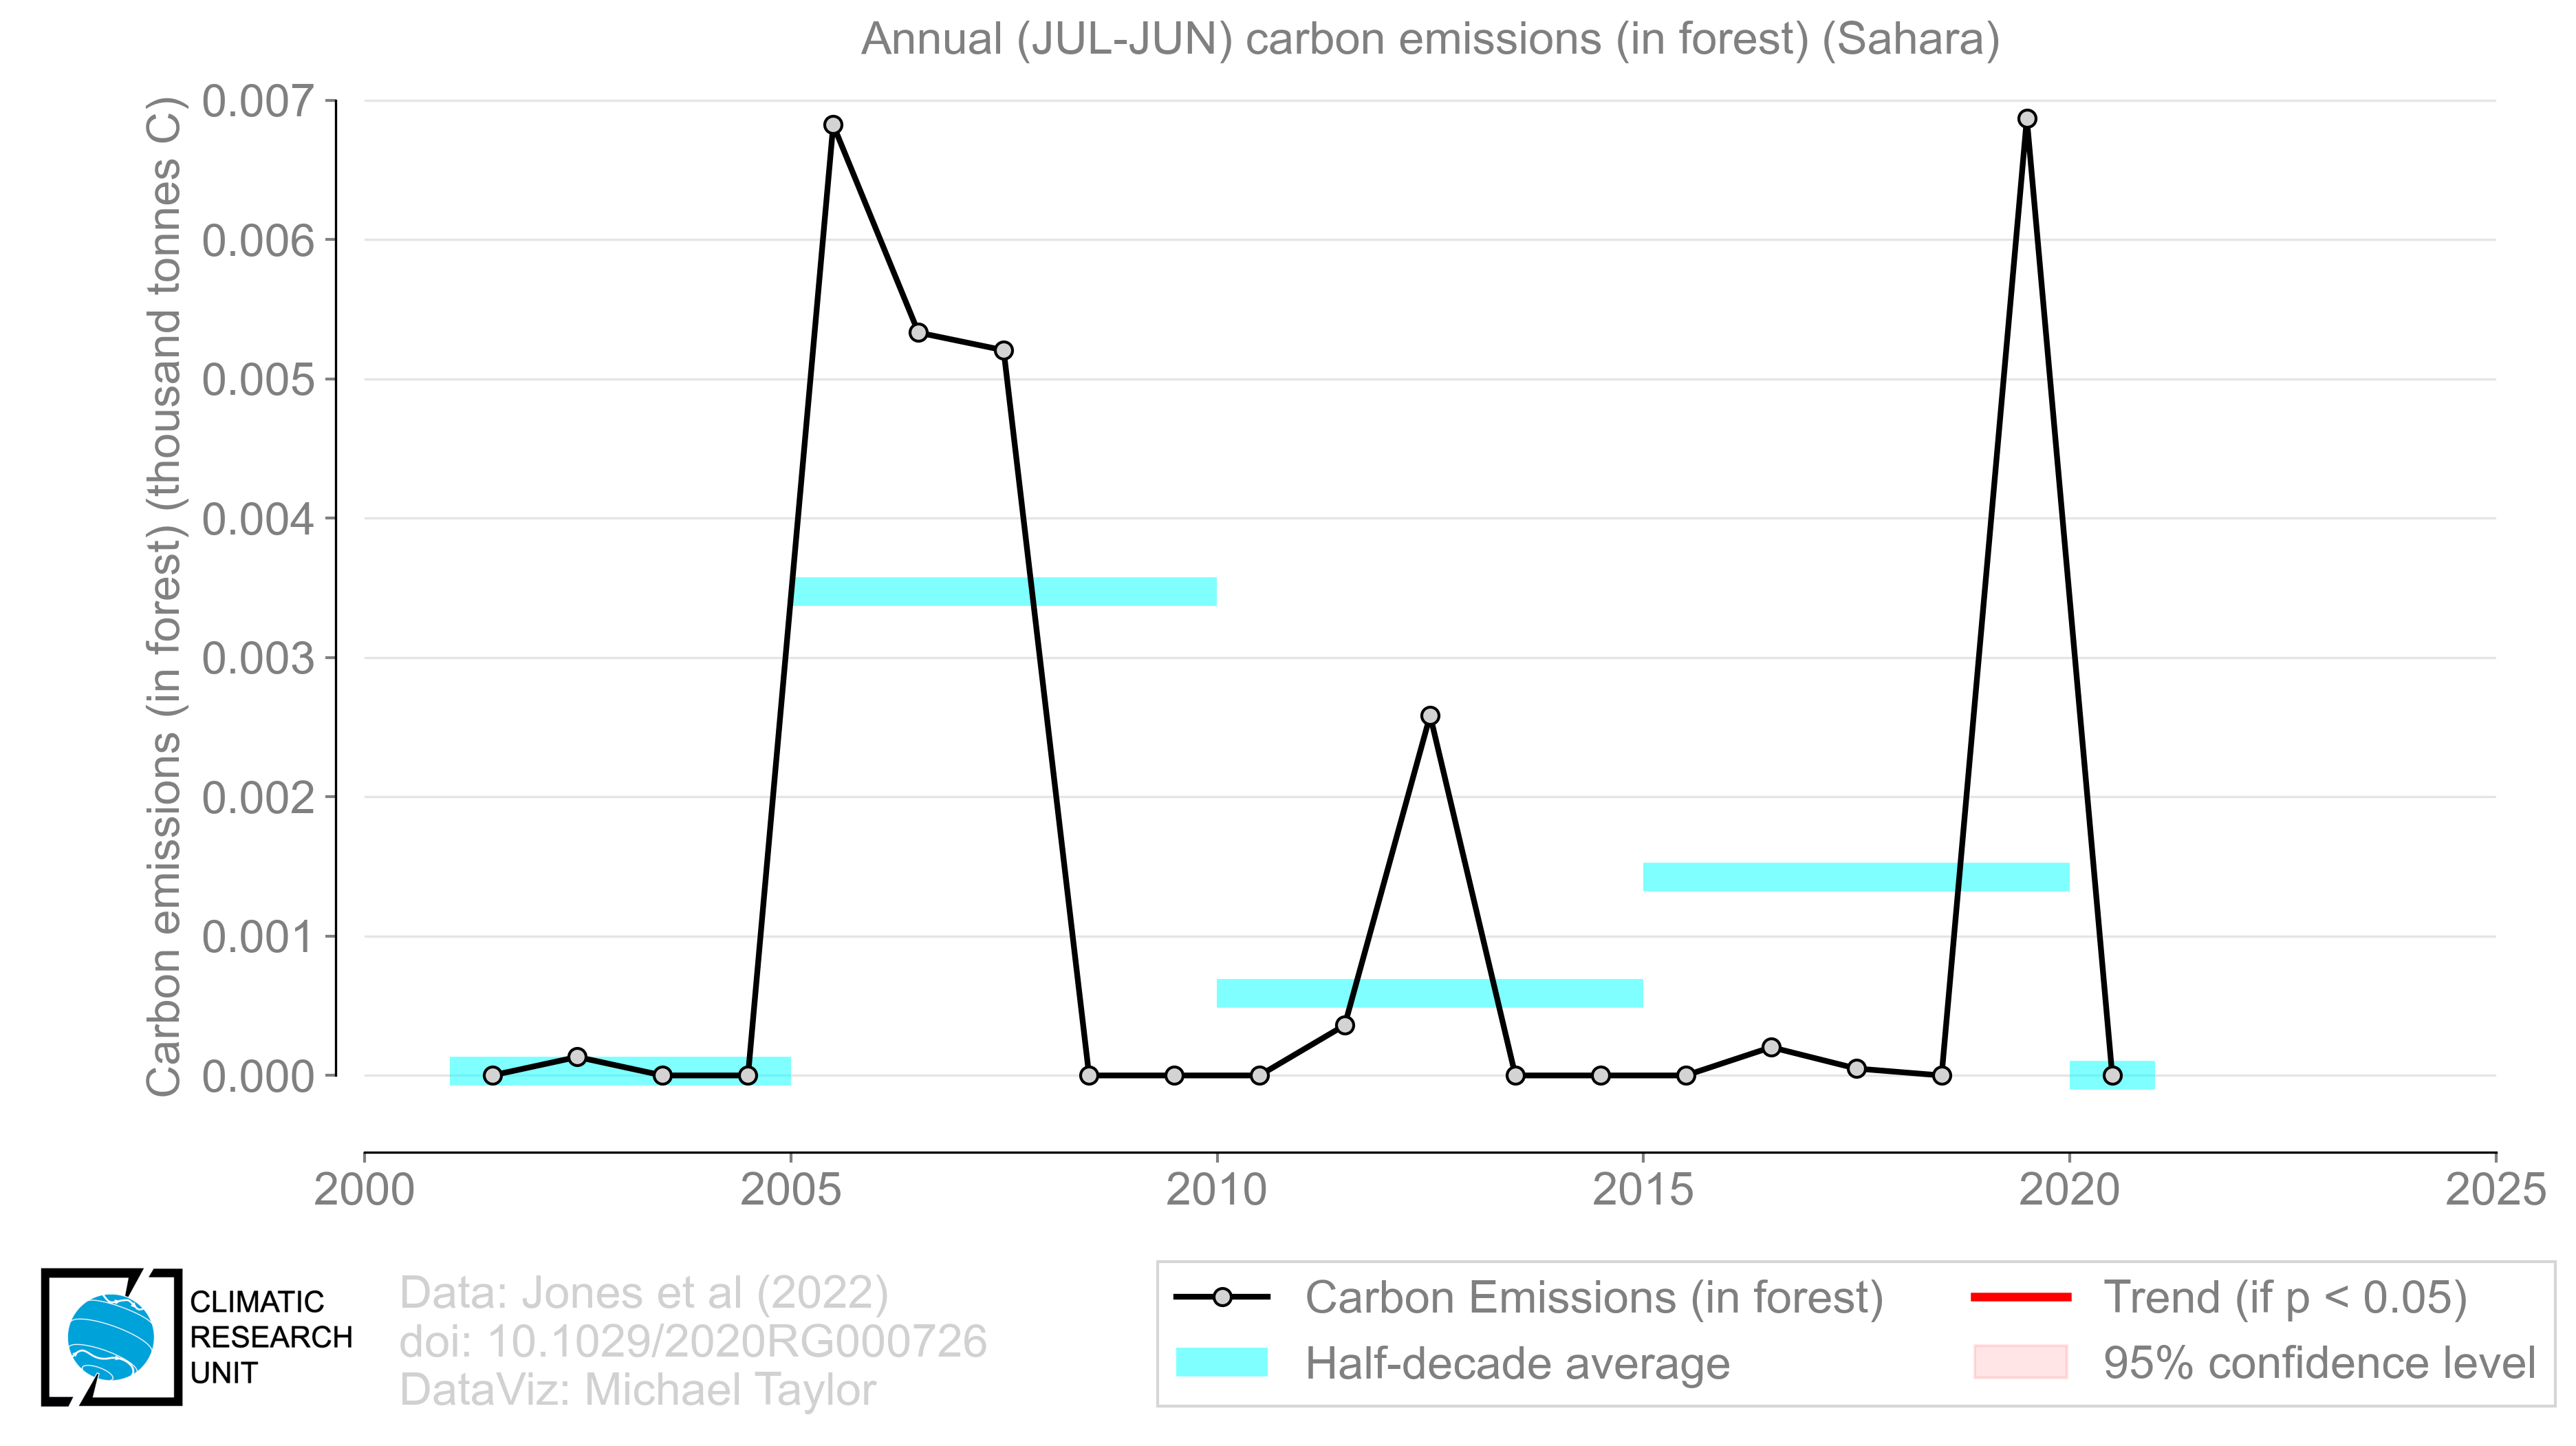 Annual (JUL-JUN) carbon emissions (in forest) (Sahara)
Carbon emissions (in forest) (thousand tonnes C)
0.007
0.006
0.005
0.004
0.003
0.002
0.001
0.000
2000 2005 2010 2015 2020 2025
CLIMATIC
RESEARCH
UNIT
Data: Jones et al (2022)
doi: 10.1029/2020RG000726
DataViz: Michael Taylor
Carbon Emissions (in forest)
Half-decade average
Trend (if p < 0.05)
95% confidence level